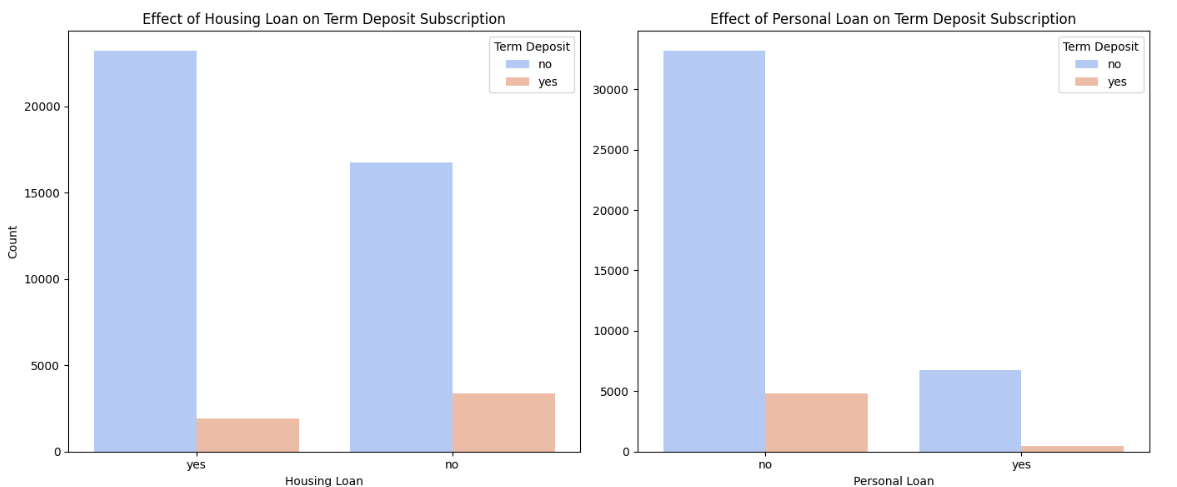 Effect of Housing Loan on Term Deposit Subscription
Term Deposit
no
yes
20000
15000
10000
5000
0
Count
yes
no
Housing Loan
Effect of Personal Loan on Term Deposit Subscription
Term Deposit
no
yes
30000
25000
20000
15000
10000
5000
0
no
yes
Personal Loan